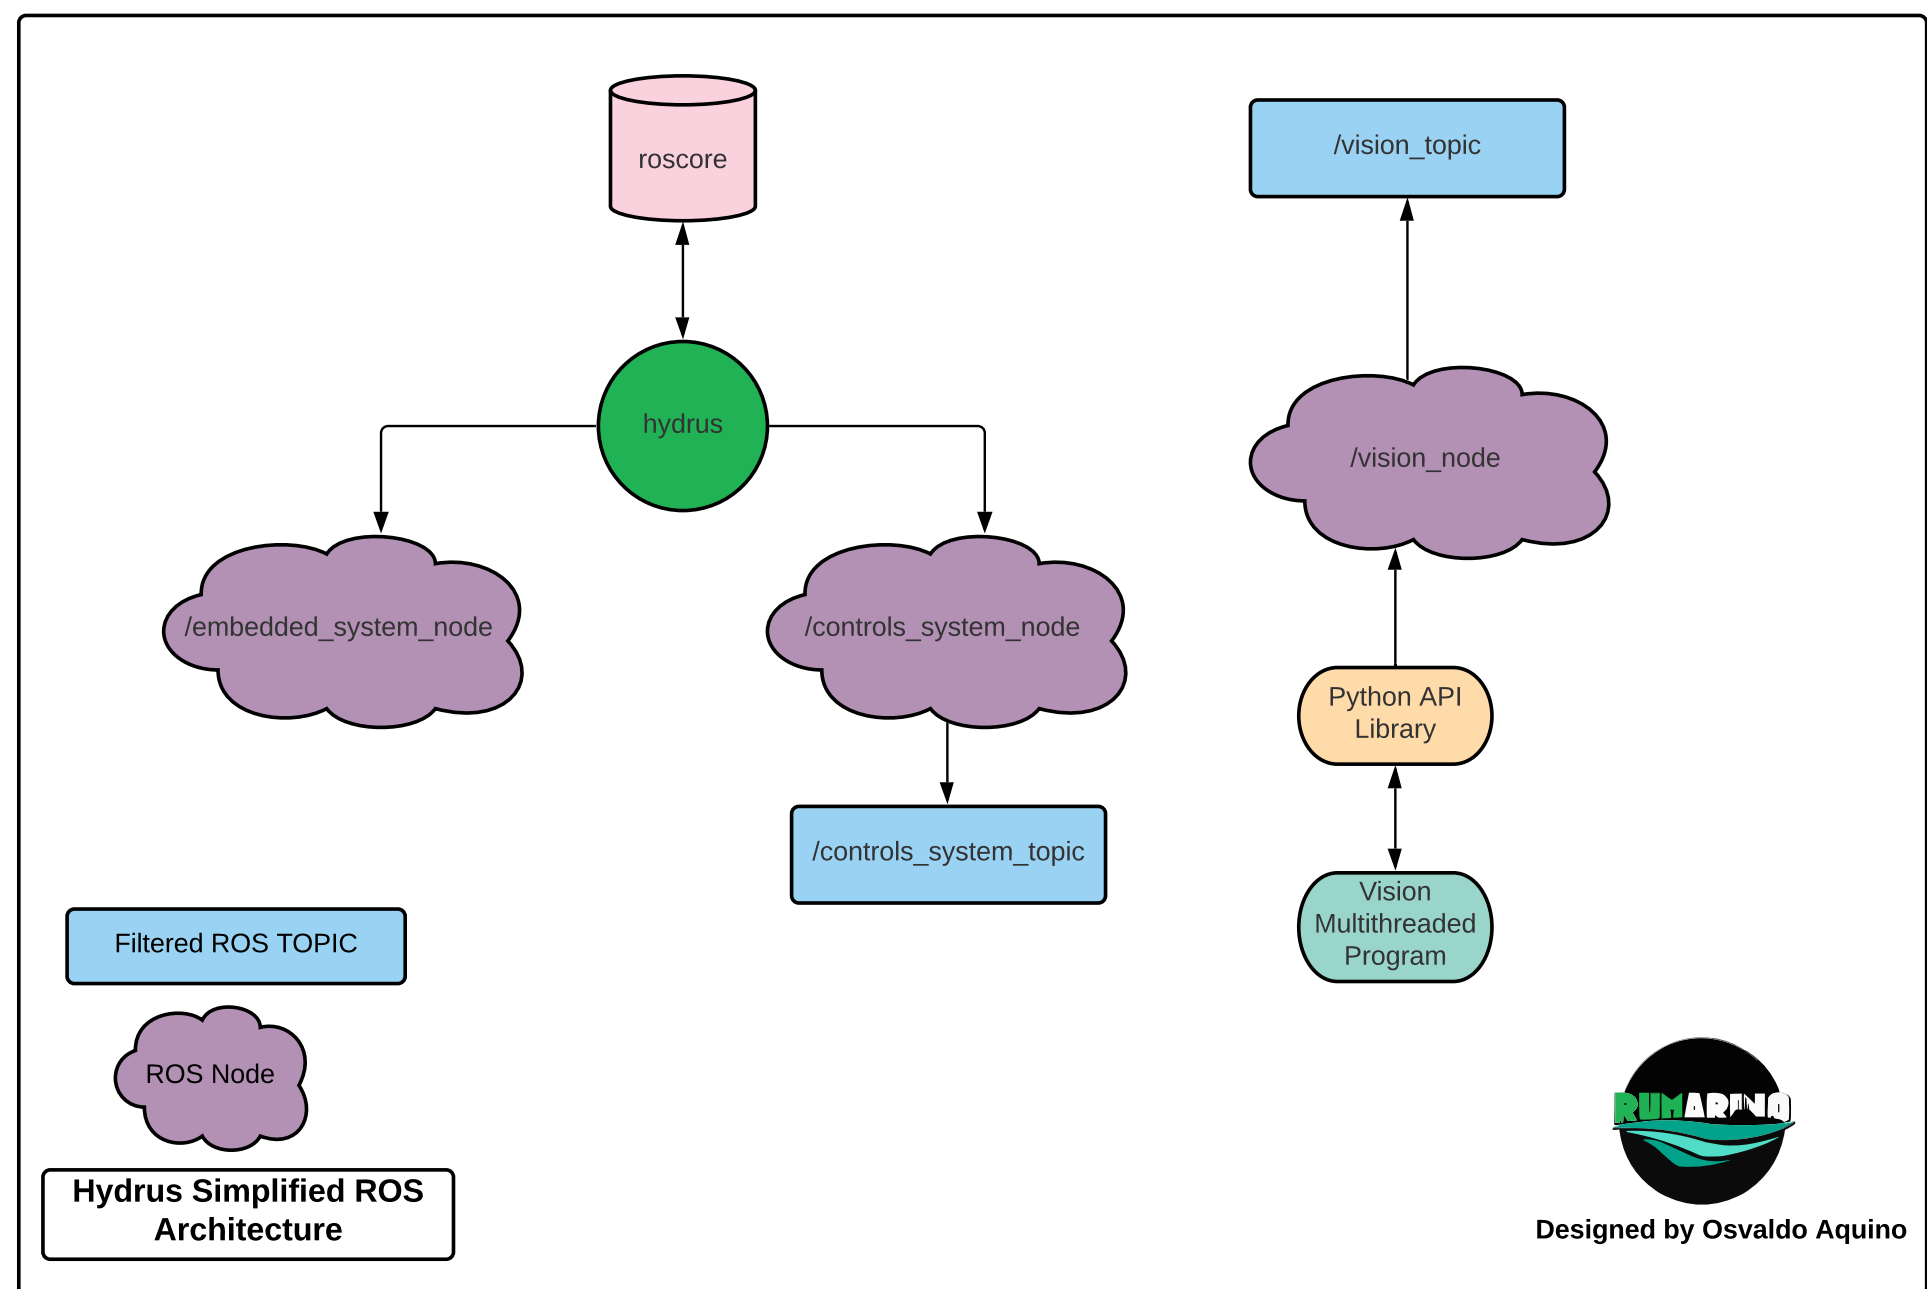 roscore
/vision_topic
hydrus
/vision_node
/embedded_system_node
/controls_system_node
Python API
Library
/controls_system_topic
Vision
Multithreaded
Program
Filtered ROS TOPIC
ROS Node
RUMARINO
Hydrus Simplified ROS
Architecture
Designed by Osvaldo Aquino